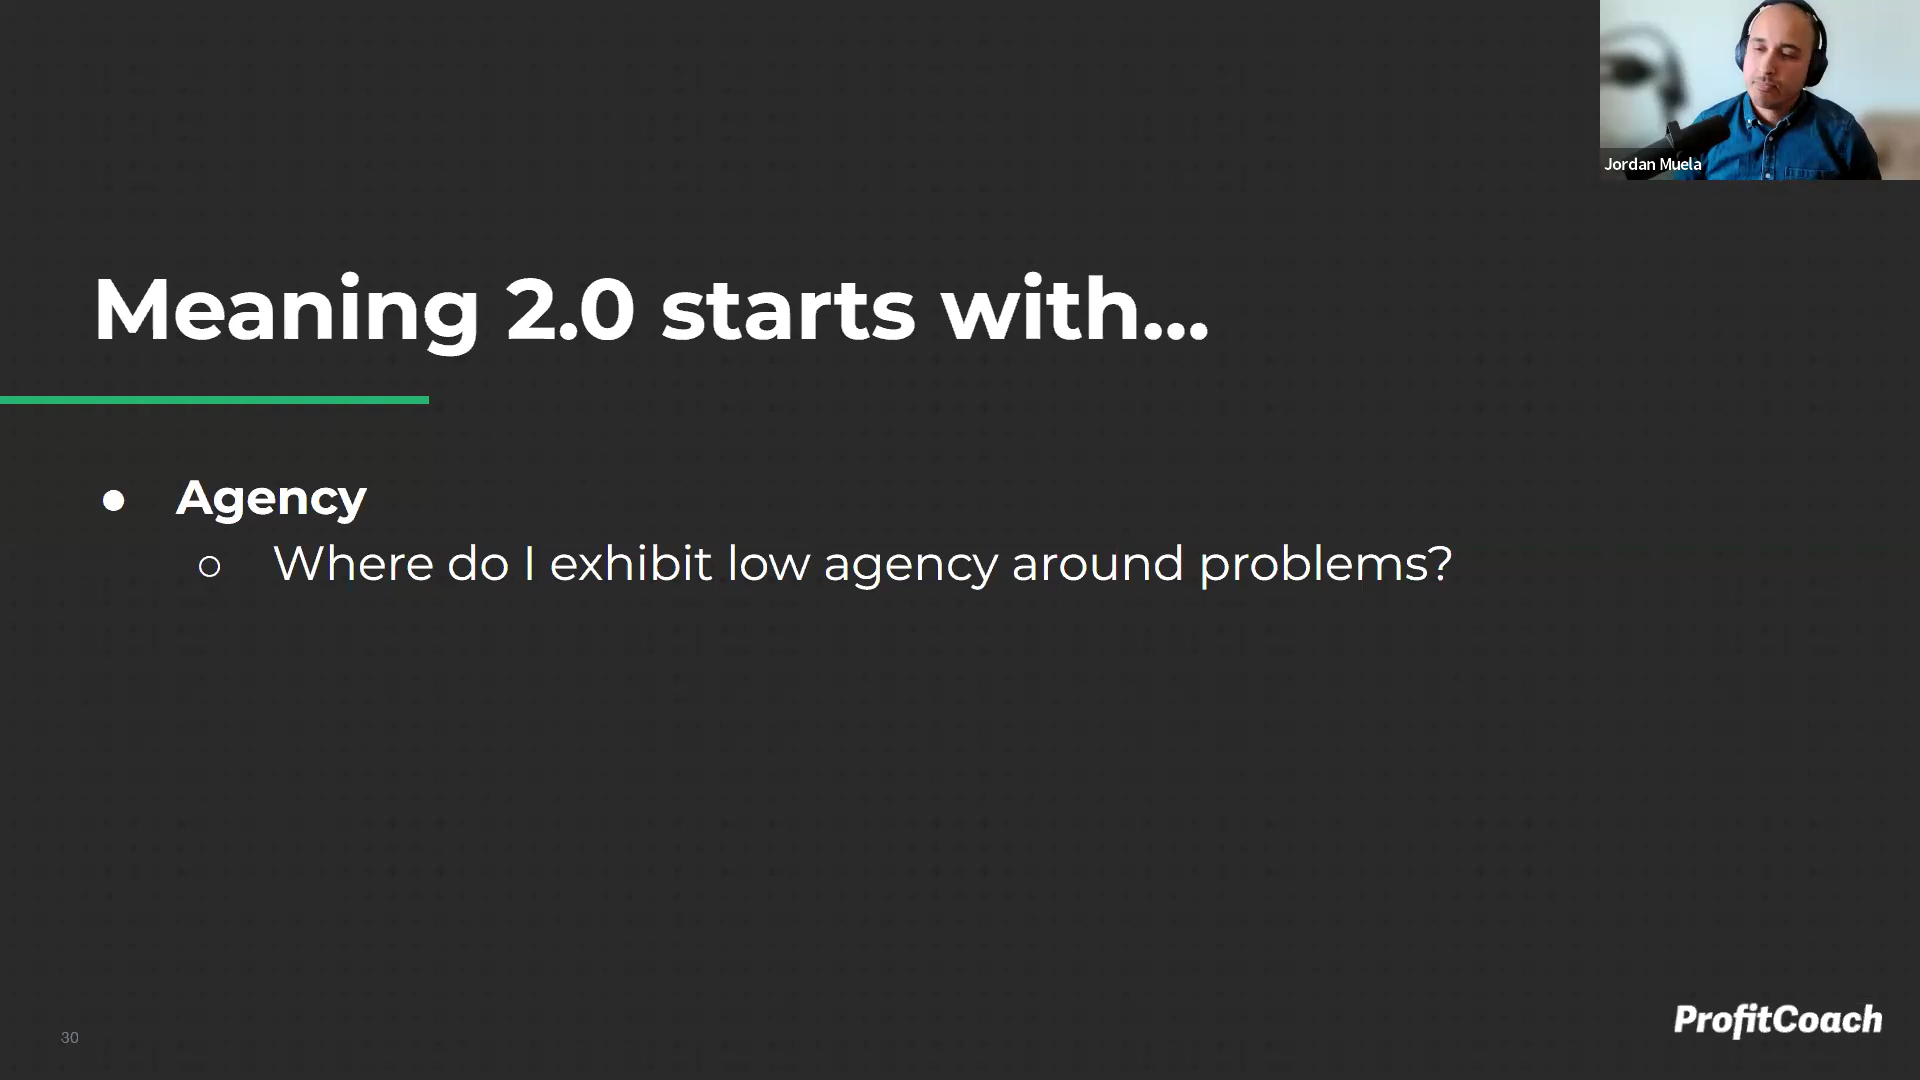 Jordan Muela
Meaning 2.0 starts with...
● Agency
○ Where do I exhibit low agency around problems?
30
ProfitCoach